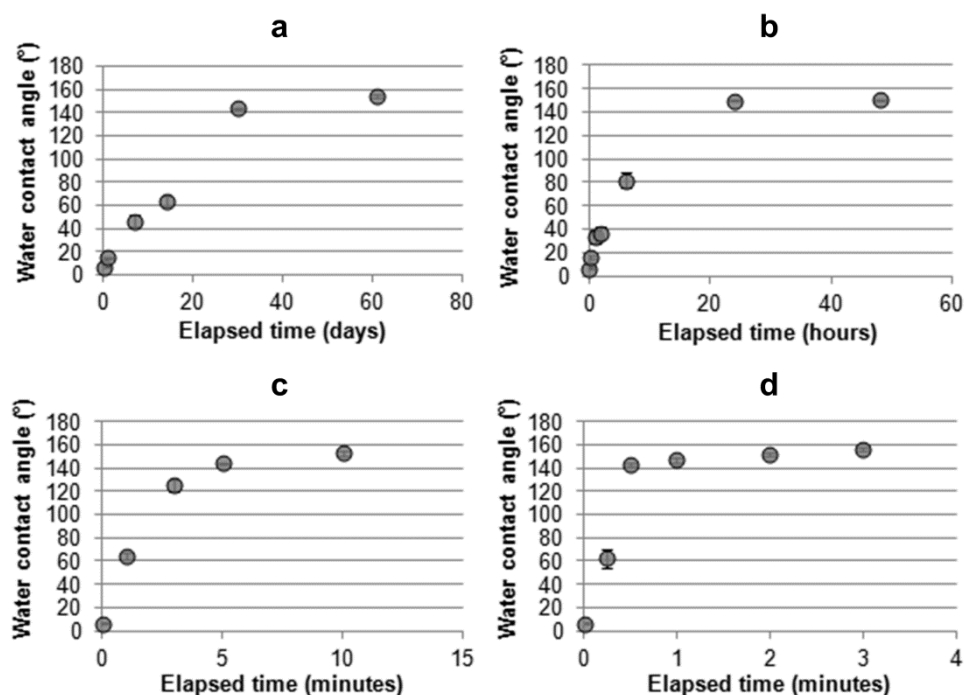 a
Water contact angle (°)
180
160
140
120
100
80
60
40
20
0
0 20 40 60 80
Elapsed time (days)
b
Water contact angle (°)
180
160
140
120
100
80
60
40
20
0
0 20 40 60
Elapsed time (hours)
c
Water contact angle (°)
180
160
140
120
100
80
60
40
20
0
0 5 10 15
Elapsed time (minutes)
d
Water contact angle (°)
180
160
140
120
100
80
60
40
20
0
0 1 2 3 4
Elapsed time (minutes)